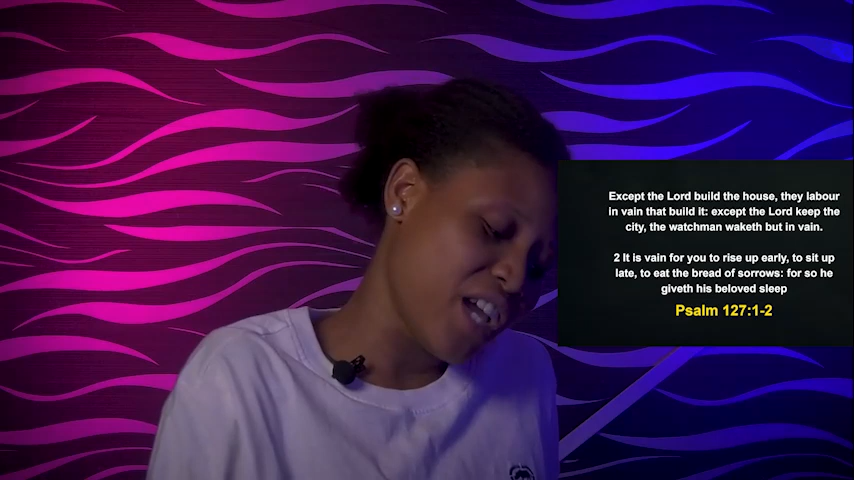 Except the Lord build the house, they labour
in vain that build it: except the Lord keep the
city, the watchman waketh but in vain.
2 It is vain for you to rise up early, to sit up
late, to eat the bread of sorrows: for so he
giveth his beloved sleep
Psalm 127:1-2